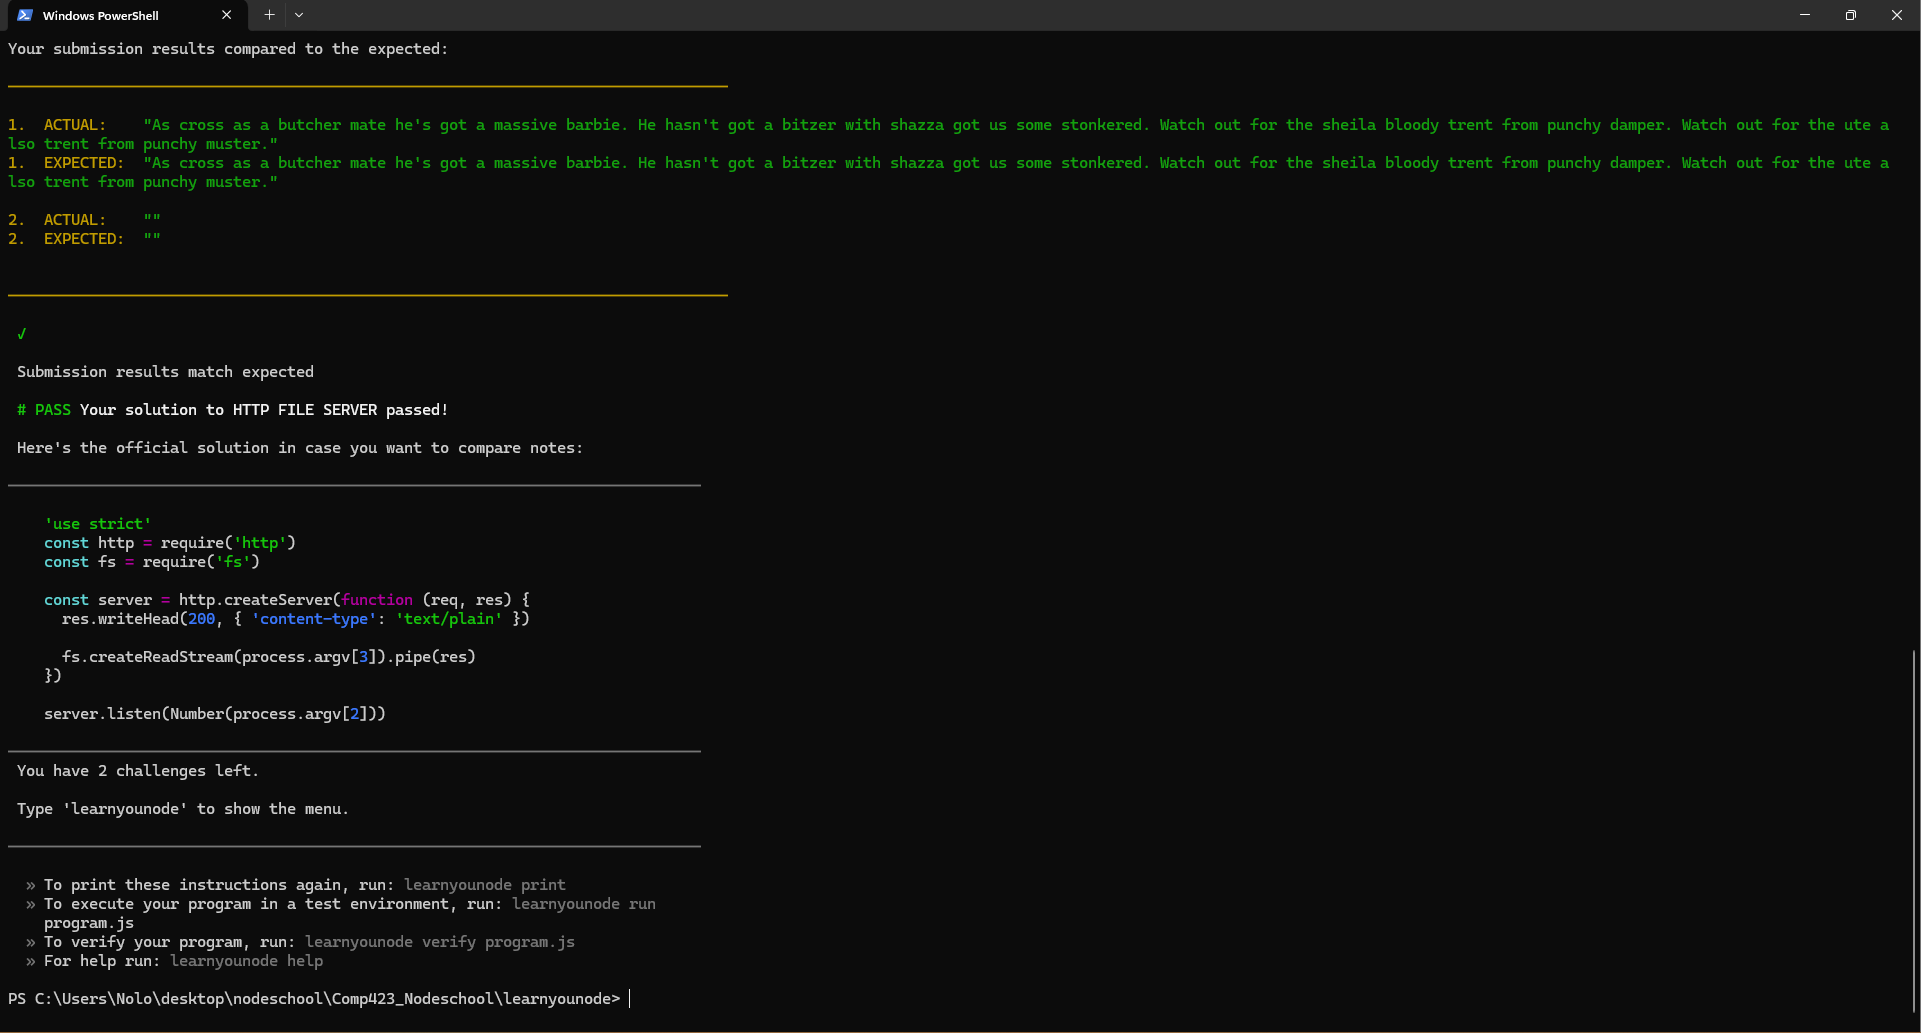 Windows PowerShell
Your submission results compared to the expected:
1.  ACTUAL:    "As cross as a butcher mate he's got a massive barbie. He hasn't got a bitzer with shazza got us some stonkered. Watch out for the sheila bloody trent from punchy damper. Watch out for the ute a
lso trent from punchy muster."
1.  EXPECTED:  "As cross as a butcher mate he's got a massive barbie. He hasn't got a bitzer with shazza got us some stonkered. Watch out for the sheila bloody trent from punchy damper. Watch out for the ute a
lso trent from punchy muster."
2.  ACTUAL:    ""
2.  EXPECTED:  ""
√
Submission results match expected
# PASS Your solution to HTTP FILE SERVER passed!
Here's the official solution in case you want to compare notes:
'use strict'
const http = require('http')
const fs = require('fs')
const server = http.createServer(function (req, res) {
  res.writeHead(200, { 'content-type': 'text/plain' })
  fs.createReadStream(process.argv[3]).pipe(res)
})
server.listen(Number(process.argv[2]))
You have 2 challenges left.
Type 'learnyounode' to show the menu.
» To print these instructions again, run: learnyounode print
» To execute your program in a test environment, run: learnyounode run
program.js
» To verify your program, run: learnyounode verify program.js
» For help run: learnyounode help
PS C:\Users\Nolo\desktop\nodeschool\Comp423_Nodeschool\learnyounode>